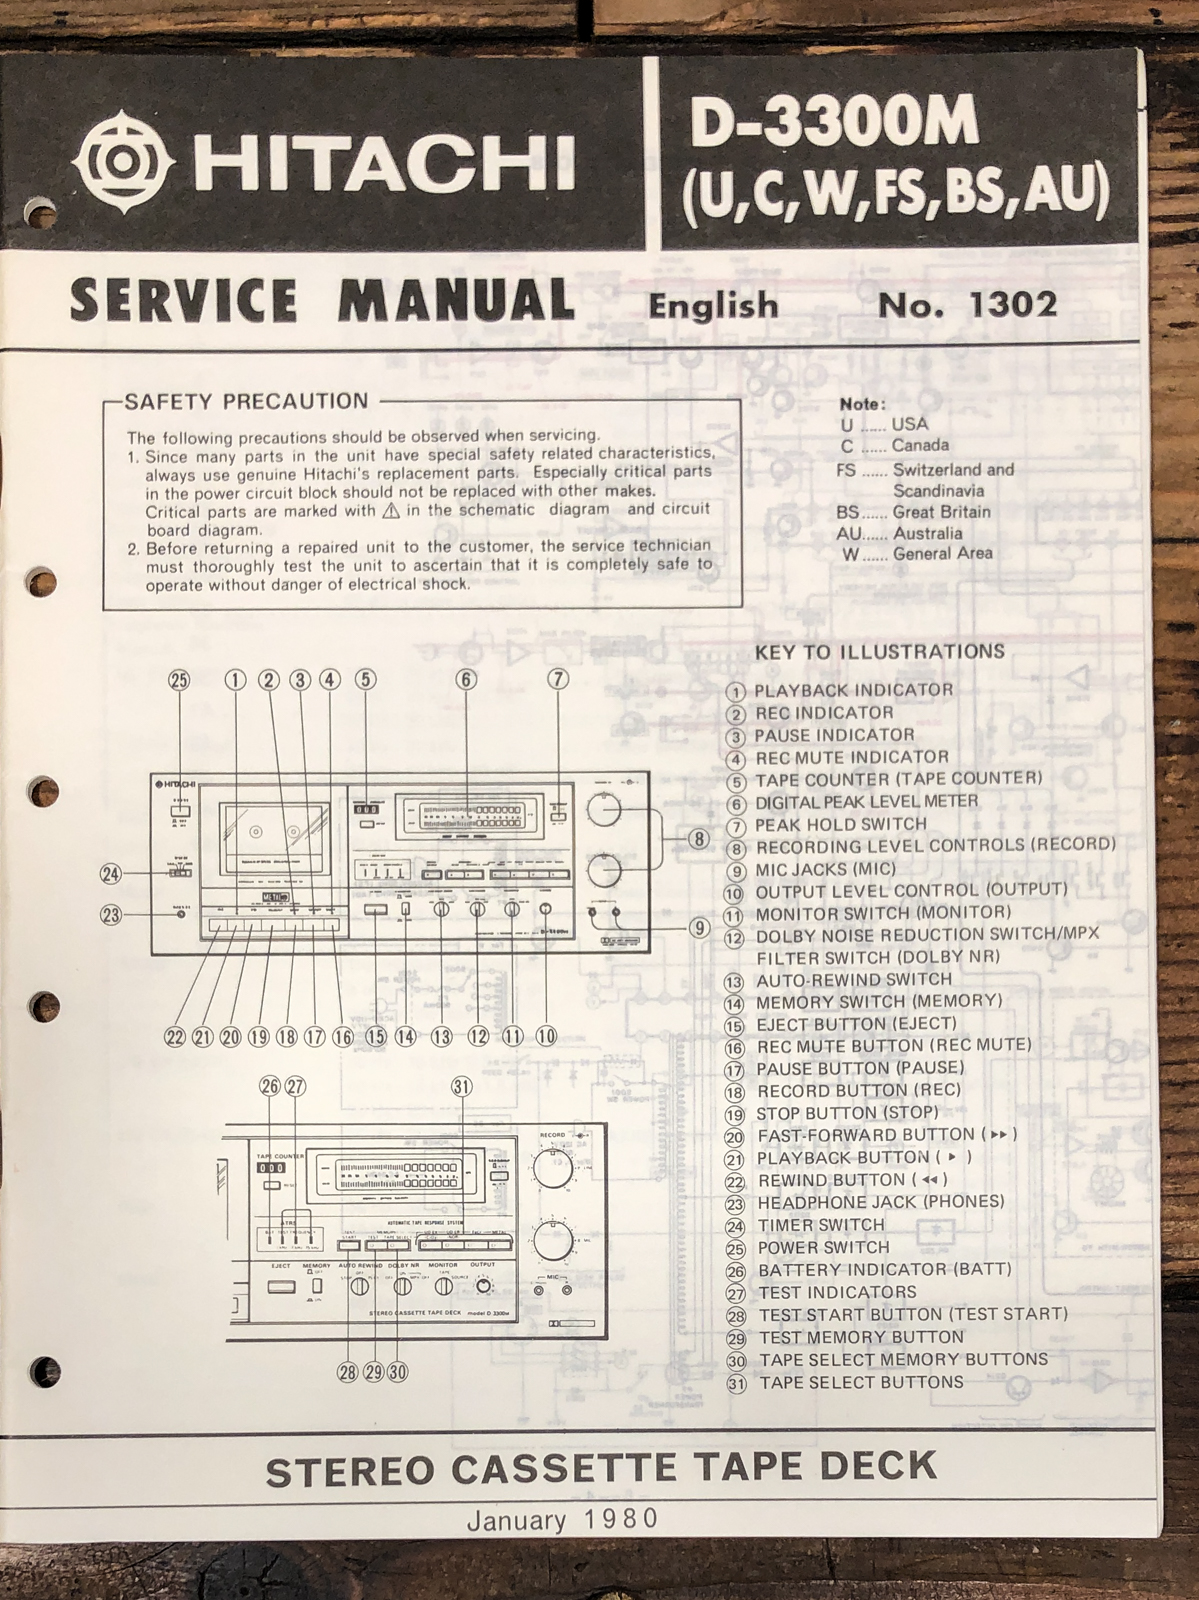 HITACHI
D-3300M
(U,C,W,FS,BS,AU)
SERVICE MANUAL English No. 1302
SAFETY PRECAUTION
The following precautions should be observed when servicing.
1. Since many parts in the unit have special safety related characteristics,
always use genuine Hitachi's replacement parts. Especially critical parts
in the power circuit block should not be replaced with other makes.
Critical parts are marked with ⚠ in the schematic diagram and circuit
board diagram.
2. Before returning a repaired unit to the customer, the service technician
must thoroughly test the unit to ascertain that it is completely safe to
operate without danger of electrical shock.
Note:
U ...... USA
C ...... Canada
FS ...... Switzerland and
Scandinavia
BS...... Great Britain
AU...... Australia
W ...... General Area
25 1 2 3 4 5 6 7
HITACHI
000
METAL
8
24
23
9
22 21 20 19 18 17 16 15 14 13 12 11 10
26 27 31
RECORD
TAPE COUNTER
000
ATRS
AUTOMATIC TAPE RESPONSE SYSTEM
EJECT MEMORY AUTO REWIND DOLBY NR MONITOR OUTPUT
MIC
STEREO CASSETTE TAPE DECK model D 3300M
28 29 30
KEY TO ILLUSTRATIONS
1 PLAYBACK INDICATOR
2 REC INDICATOR
3 PAUSE INDICATOR
4 REC MUTE INDICATOR
5 TAPE COUNTER (TAPE COUNTER)
6 DIGITAL PEAK LEVEL METER
7 PEAK HOLD SWITCH
8 RECORDING LEVEL CONTROLS (RECORD)
9 MIC JACKS (MIC)
10 OUTPUT LEVEL CONTROL (OUTPUT)
11 MONITOR SWITCH (MONITOR)
12 DOLBY NOISE REDUCTION SWITCH/MPX
FILTER SWITCH (DOLBY NR)
13 AUTO-REWIND SWITCH
14 MEMORY SWITCH (MEMORY)
15 EJECT BUTTON (EJECT)
16 REC MUTE BUTTON (REC MUTE)
17 PAUSE BUTTON (PAUSE)
18 RECORD BUTTON (REC)
19 STOP BUTTON (STOP)
20 FAST-FORWARD BUTTON ( ▸▸ )
21 PLAYBACK BUTTON ( ▸ )
22 REWIND BUTTON ( ◂◂ )
23 HEADPHONE JACK (PHONES)
24 TIMER SWITCH
25 POWER SWITCH
26 BATTERY INDICATOR (BATT)
27 TEST INDICATORS
28 TEST START BUTTON (TEST START)
29 TEST MEMORY BUTTON
30 TAPE SELECT MEMORY BUTTONS
31 TAPE SELECT BUTTONS
STEREO CASSETTE TAPE DECK
January 1980